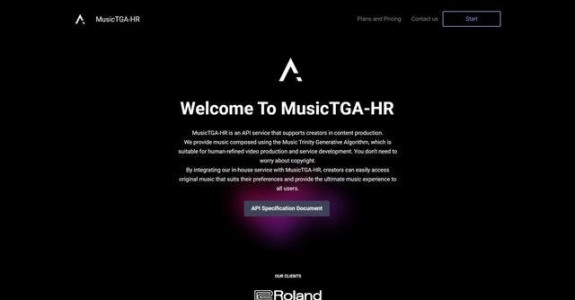 MusicTGA-HR
Plans and Pricing
Contact us
Start
Welcome To MusicTGA-HR
MusicTGA-HR is an API service that supports creators in content production.
We provide music composed using the Music Trinity Generative Algorithm, which is
suitable for human-refined video production and service development. You don't need to
worry about copyright.
By integrating our in-house service with MusicTGA-HR, creators can easily access
original music that suits their preferences and provide the ultimate music experience to
all users.
API Specification Document
OUR CLIENTS
Roland